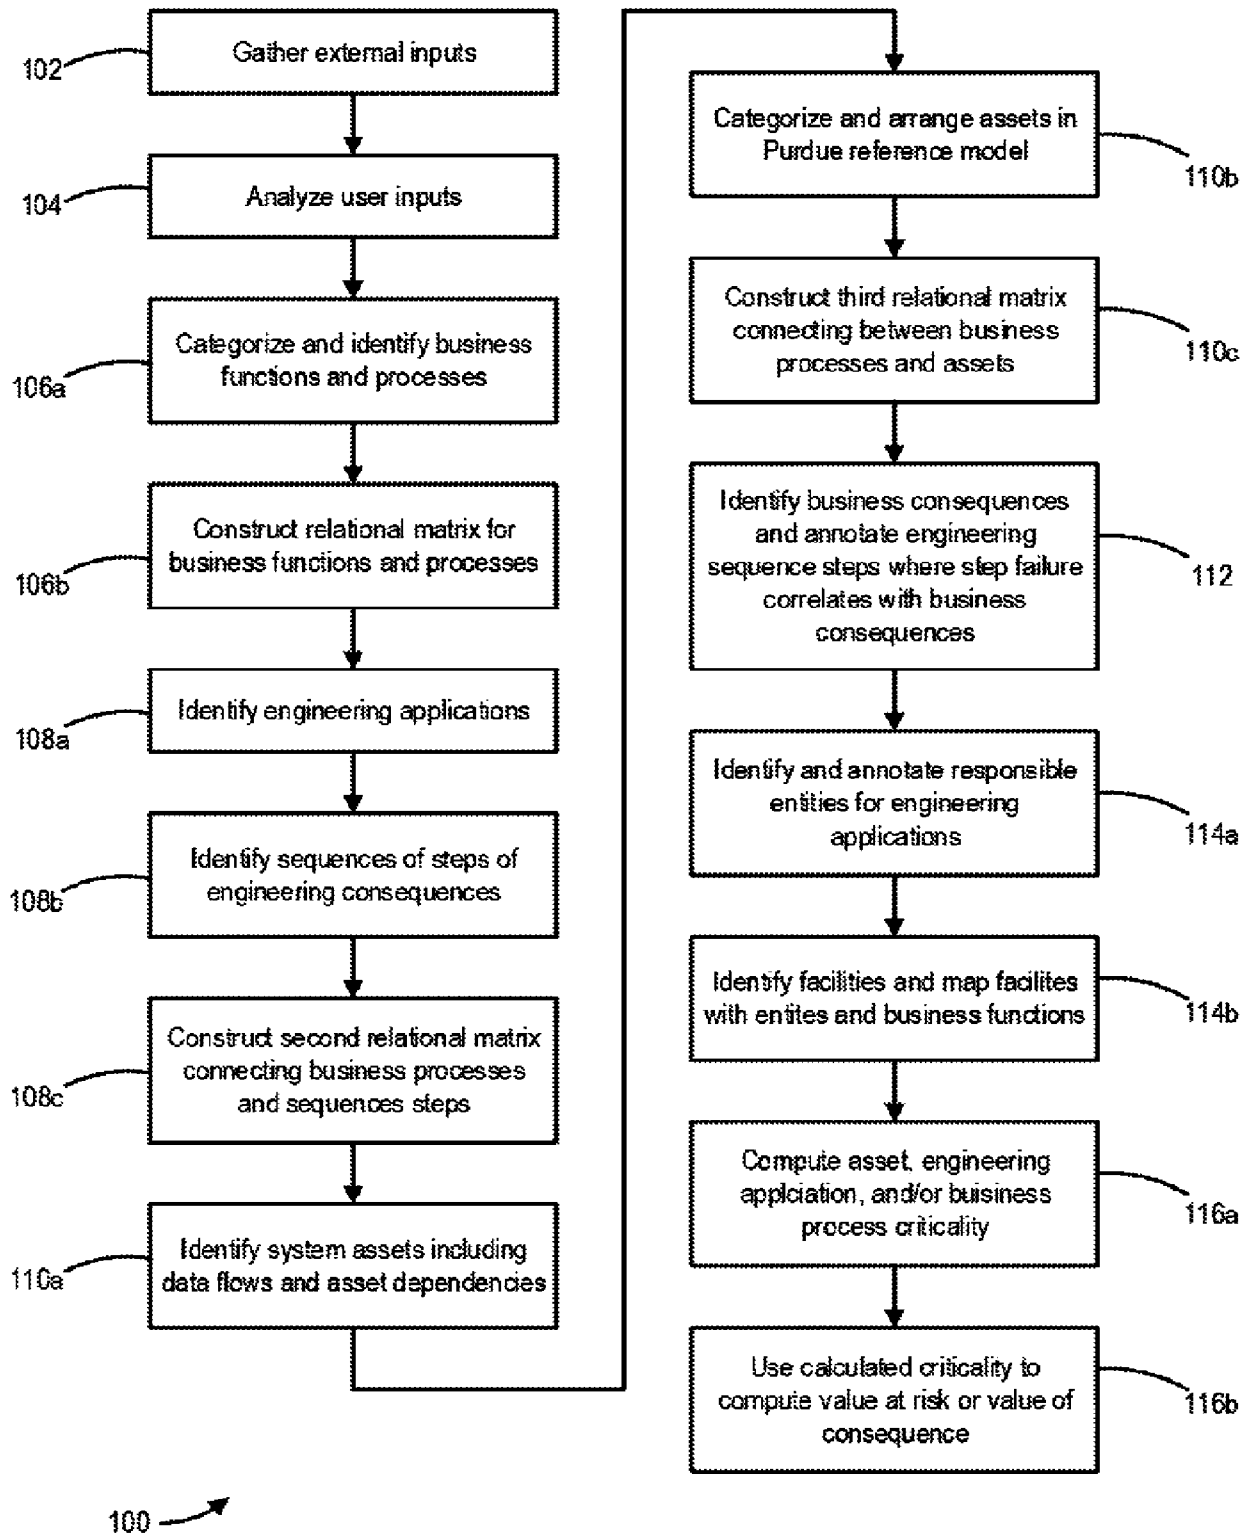 Gather external inputs
102
Analyze user inputs
104
Categorize and identify business
functions and processes
106a
Construct relational matrix for
business functions and processes
106b
Identify engineering applications
108a
Identify sequences of steps of
engineering consequences
108b
Construct second relational matrix
connecting business processes
and sequences steps
108c
Identify system assets including
data flows and asset dependencies
110a
Categorize and arrange assets in
Purdue reference model
110b
Construct third relational matrix
connecting between business
processes and assets
110c
Identify business consequences
and annotate engineering
sequence steps where step failure
correlates with business
consequences
112
Identify and annotate responsible
entities for engineering
applications
114a
Identify facilities and map facilites
with entites and business functions
114b
Compute asset, engineering
applciation, and/or buisiness
process criticality
116a
Use calculated criticality to
compute value at risk or value of
consequence
116b
100